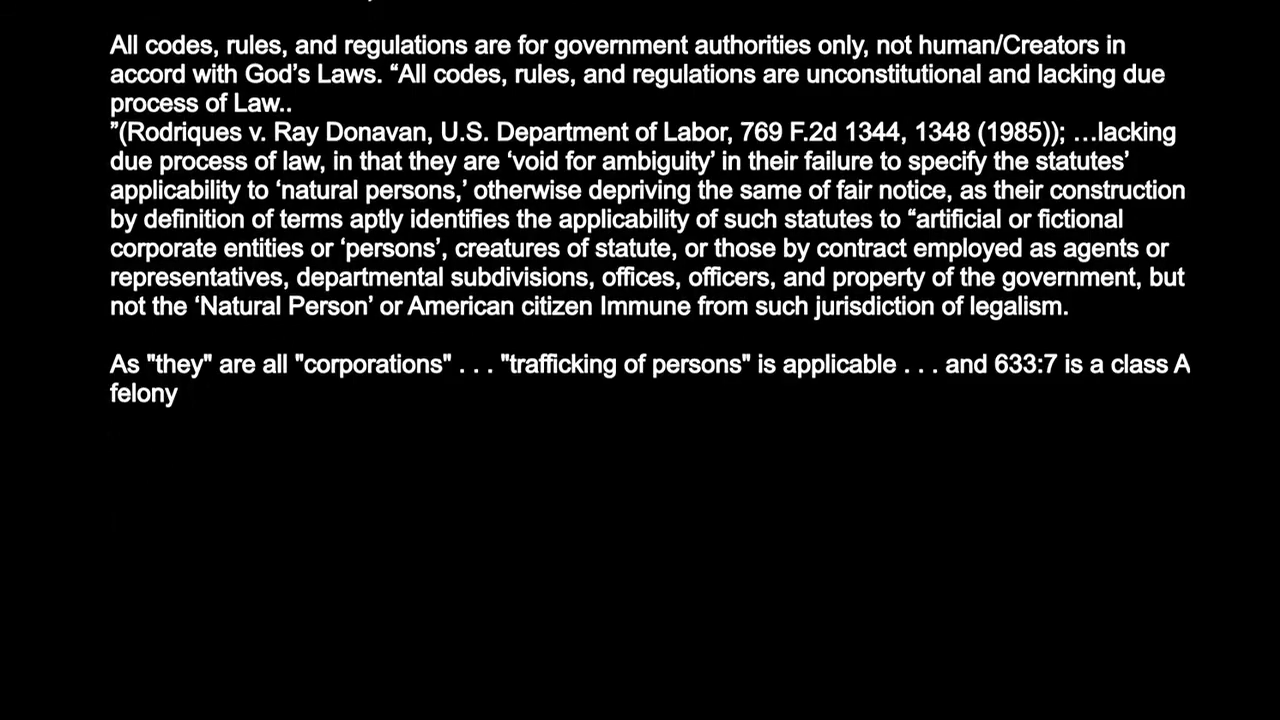 All codes, rules, and regulations are for government authorities only, not human/Creators in
accord with God’s Laws. “All codes, rules, and regulations are unconstitutional and lacking due
process of Law..
”(Rodriques v. Ray Donavan, U.S. Department of Labor, 769 F.2d 1344, 1348 (1985)); …lacking
due process of law, in that they are ‘void for ambiguity’ in their failure to specify the statutes’
applicability to ‘natural persons,’ otherwise depriving the same of fair notice, as their construction
by definition of terms aptly identifies the applicability of such statutes to “artificial or fictional
corporate entities or ‘persons’, creatures of statute, or those by contract employed as agents or
representatives, departmental subdivisions, offices, officers, and property of the government, but
not the ‘Natural Person’ or American citizen Immune from such jurisdiction of legalism.
As "they" are all "corporations" . . . "trafficking of persons" is applicable . . . and 633:7 is a class A
felony